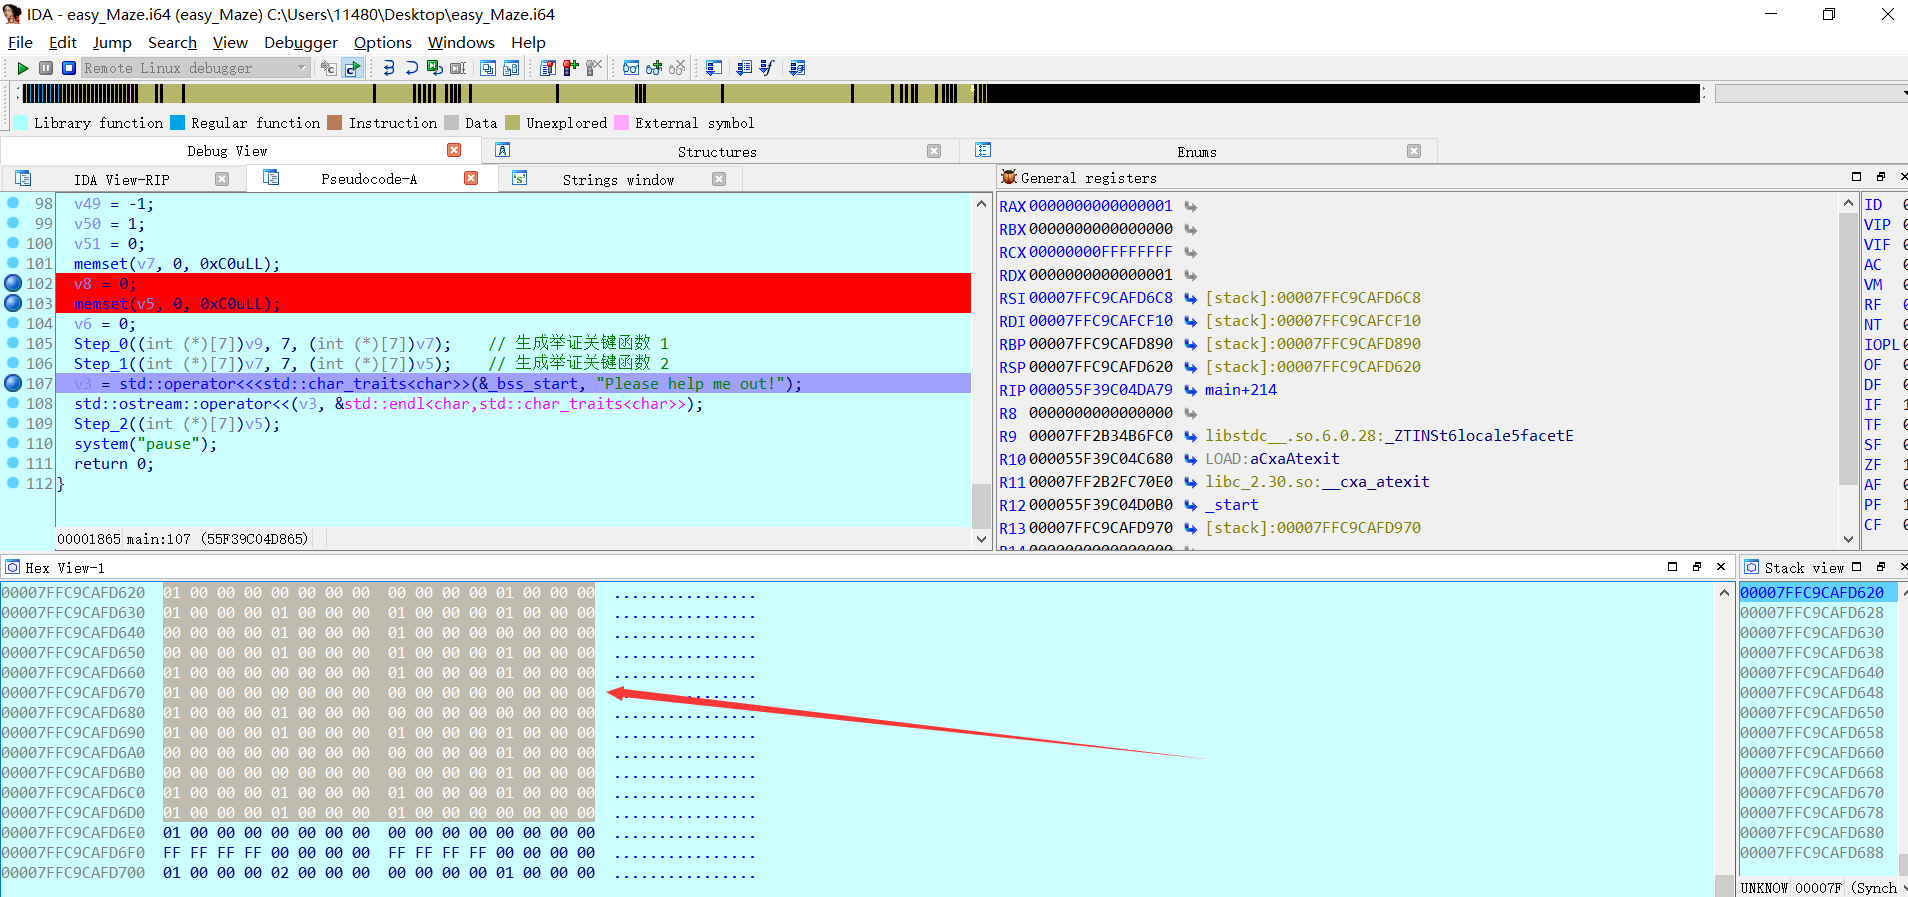 IDA - easy_Maze.i64 (easy_Maze) C:\Users\11480\Desktop\easy_Maze.i64
File Edit Jump Search View Debugger Options Windows Help
Remote Linux debugger
Library function Regular function Instruction Data Unexplored External symbol
Debug View Structures Enums
IDA View-RIP Pseudocode-A Strings window
98 v49 = -1;
99 v50 = 1;
100 v51 = 0;
101 memset(v7, 0, 0xC0uLL);
102 v8 = 0;
103 memset(v5, 0, 0xC0uLL);
104 v6 = 0;
105 Step_0((int (*)[7])v9, 7, (int (*)[7])v7); // 生成举证关键函数 1
106 Step_1((int (*)[7])v7, 7, (int (*)[7])v5); // 生成举证关键函数 2
107 v3 = std::operator<<<std::char_traits<char>>(&_bss_start, "Please help me out!");
108 std::ostream::operator<<(v3, &std::endl<char,std::char_traits<char>>);
109 Step_2((int (*)[7])v5);
110 system("pause");
111 return 0;
112 }
00001865 main:107 (55F39C04D865)
General registers
RAX 0000000000000001
RBX 0000000000000000
RCX 00000000FFFFFFFF
RDX 0000000000000001
RSI 00007FFC9CAFD6C8 [stack]:00007FFC9CAFD6C8
RDI 00007FFC9CAFCF10 [stack]:00007FFC9CAFCF10
RBP 00007FFC9CAFD890 [stack]:00007FFC9CAFD890
RSP 00007FFC9CAFD620 [stack]:00007FFC9CAFD620
RIP 000055F39C04DA79 main+214
R8 0000000000000000
R9 00007FF2B34B6FC0 libstdc__.so.6.0.28:_ZTINSt6locale5facetE
R10 000055F39C04C680 LOAD:aCxaAtexit
R11 00007FF2B2FC70E0 libc_2.30.so:__cxa_atexit
R12 000055F39C04D0B0 _start
R13 00007FFC9CAFD970 [stack]:00007FFC9CAFD970
R14 0000000000000000
ID 0
VIP 0
VIF 0
AC 0
VM 0
RF 0
NT 0
IOPL 0
OF 0
DF 0
IF 1
TF 0
SF 0
ZF 1
AF 0
PF 1
CF 0
Hex View-1
00007FFC9CAFD620 01 00 00 00 00 00 00 00 00 00 00 00 01 00 00 00 ................
00007FFC9CAFD630 01 00 00 00 01 00 00 00 01 00 00 00 01 00 00 00 ................
00007FFC9CAFD640 00 00 00 00 01 00 00 00 01 00 00 00 00 00 00 00 ................
00007FFC9CAFD650 00 00 00 00 01 00 00 00 01 00 00 00 01 00 00 00 ................
00007FFC9CAFD660 01 00 00 00 00 00 00 00 01 00 00 00 01 00 00 00 ................
00007FFC9CAFD670 01 00 00 00 00 00 00 00 00 00 00 00 00 00 00 00 ................
00007FFC9CAFD680 01 00 00 00 01 00 00 00 00 00 00 00 01 00 00 00 ................
00007FFC9CAFD690 01 00 00 00 01 00 00 00 01 00 00 00 01 00 00 00 ................
00007FFC9CAFD6A0 00 00 00 00 00 00 00 00 00 00 00 00 01 00 00 00 ................
00007FFC9CAFD6B0 00 00 00 00 00 00 00 00 00 00 00 00 01 00 00 00 ................
00007FFC9CAFD6C0 01 00 00 00 01 00 00 00 01 00 00 00 01 00 00 00 ................
00007FFC9CAFD6D0 01 00 00 00 01 00 00 00 01 00 00 00 01 00 00 00 ................
00007FFC9CAFD6E0 01 00 00 00 00 00 00 00 00 00 00 00 00 00 00 00 ................
00007FFC9CAFD6F0 FF FF FF FF 00 00 00 00 FF FF FF FF 00 00 00 00 ................
00007FFC9CAFD700 01 00 00 00 02 00 00 00 00 00 00 00 01 00 00 00 ................
Stack view
00007FFC9CAFD620
00007FFC9CAFD628
00007FFC9CAFD630
00007FFC9CAFD638
00007FFC9CAFD640
00007FFC9CAFD648
00007FFC9CAFD650
00007FFC9CAFD658
00007FFC9CAFD660
00007FFC9CAFD668
00007FFC9CAFD670
00007FFC9CAFD678
00007FFC9CAFD680
00007FFC9CAFD688
UNKNOW 00007F (Synch